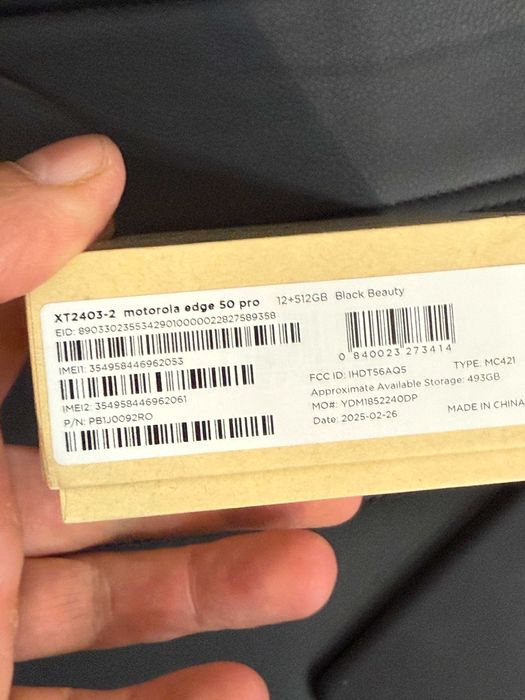 XT2403-2 motorola edge 50 pro 12+512GB Black Beauty
EID: 89033023553429010000022827589358
IMEI1: 354958446962053
IMEI2: 354958446962061
P/N: PB1J0092RO
0 840023 273414
FCC ID: IHDT56AQ5 TYPE: MC421
Approximate Available Storage: 493GB
MO#: YDM1852240DP
Date: 2025-02-26 MADE IN CHINA